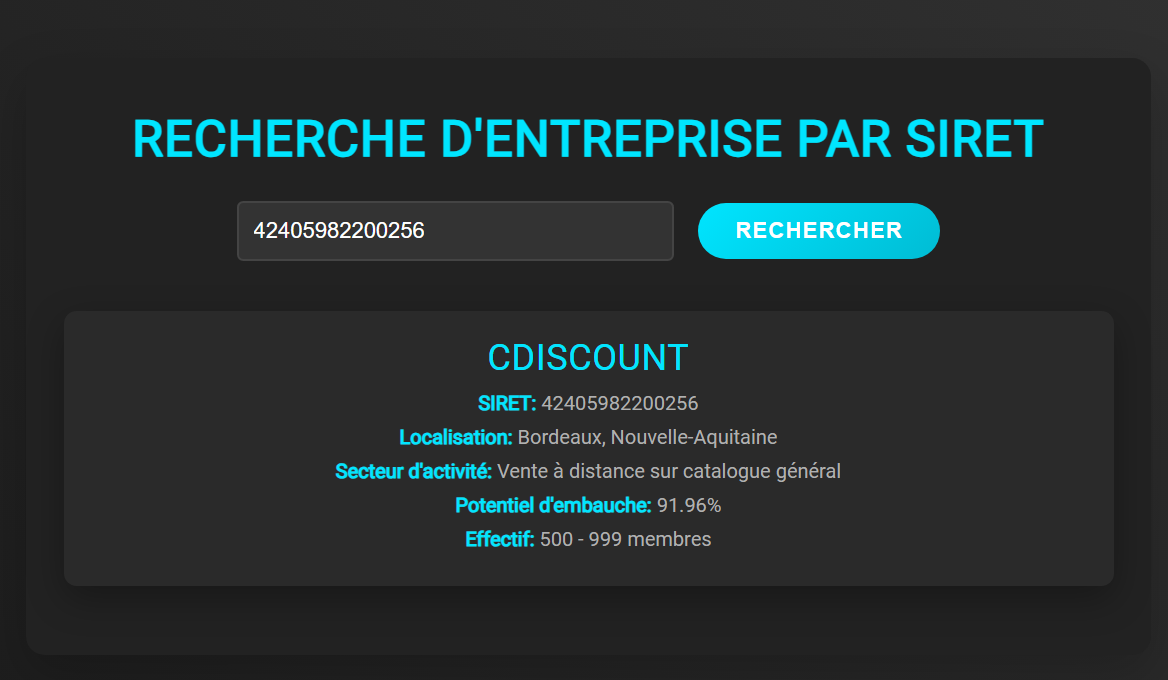 RECHERCHE D'ENTREPRISE PAR SIRET
42405982200256
RECHERCHER
CDISCOUNT
SIRET: 42405982200256
Localisation: Bordeaux, Nouvelle-Aquitaine
Secteur d'activité: Vente à distance sur catalogue général
Potentiel d'embauche: 91.96%
Effectif: 500 - 999 membres